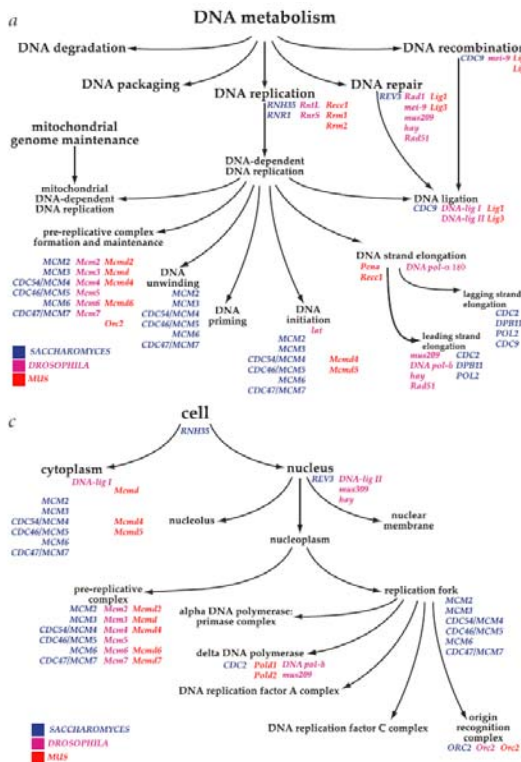 a
DNA metabolism
DNA degradation
DNA recombination
CDC9 mei-9 Lig1
DNA packaging
DNA repair
REV3 Rad1 Lig1
mei-9 Lig3
mus209
hay
Rad51
DNA replication
RNH35 RnrL Recc1
RNR1 RnrS Rrm1
Rrm2
mitochondrial
genome maintenance
DNA-dependent
DNA replication
mitochondrial
DNA-dependent
DNA replication
DNA ligation
CDC9 DNA-lig I Lig1
DNA-lig II Lig3
pre-replicative complex
formation and maintenance
MCM2 Mcm2 Mcmd2
MCM3 Mcm3 Mcmd
CDC54/MCM4 Mcm4 Mcmd4
CDC46/MCM5 Mcm5
MCM6 Mcm6 Mcmd6
CDC47/MCM7 Mcm7
Orc2
DNA
unwinding
MCM2
MCM3
CDC54/MCM4
CDC46/MCM5
MCM6
CDC47/MCM7
DNA
priming
DNA
initiation
lat
MCM2
MCM3
CDC54/MCM4 Mcmd4
CDC46/MCM5 Mcmd5
MCM6
CDC47/MCM7
DNA strand elongation
Pcna DNA pol-α 180
Recc1
lagging strand
elongation
CDC2
DPB11
POL2
CDC9
leading strand
elongation
mus209 CDC2
DNA pol-δ DPB11
hay POL2
Rad51
SACCHAROMYCES
DROSOPHILA
MUS
c
cell
RNH35
cytoplasm
DNA-lig I
Mcmd
MCM2
MCM3
CDC54/MCM4 Mcmd4
CDC46/MCM5 Mcmd5
MCM6
CDC47/MCM7
nucleus
REV3 DNA-lig II
mus309
hay
nucleolus
nuclear
membrane
nucleoplasm
pre-replicative
complex
MCM2 Mcm2 Mcmd2
MCM3 Mcm3 Mcmd
CDC54/MCM4 Mcm4 Mcmd4
CDC46/MCM5 Mcm5
MCM6 Mcm6 Mcmd6
CDC47/MCM7 Mcm7 Mcmd7
replication fork
MCM2
MCM3
CDC54/MCM4
CDC46/MCM5
MCM6
CDC47/MCM7
alpha DNA polymerase:
primase complex
delta DNA polymerase
CDC2 Pold1 DNA pol-δ
Pold2 mus209
DNA replication factor A complex
DNA replication factor C complex
origin
recognition
complex
ORC2 Orc2 Orc2
SACCHAROMYCES
DROSOPHILA
MUS